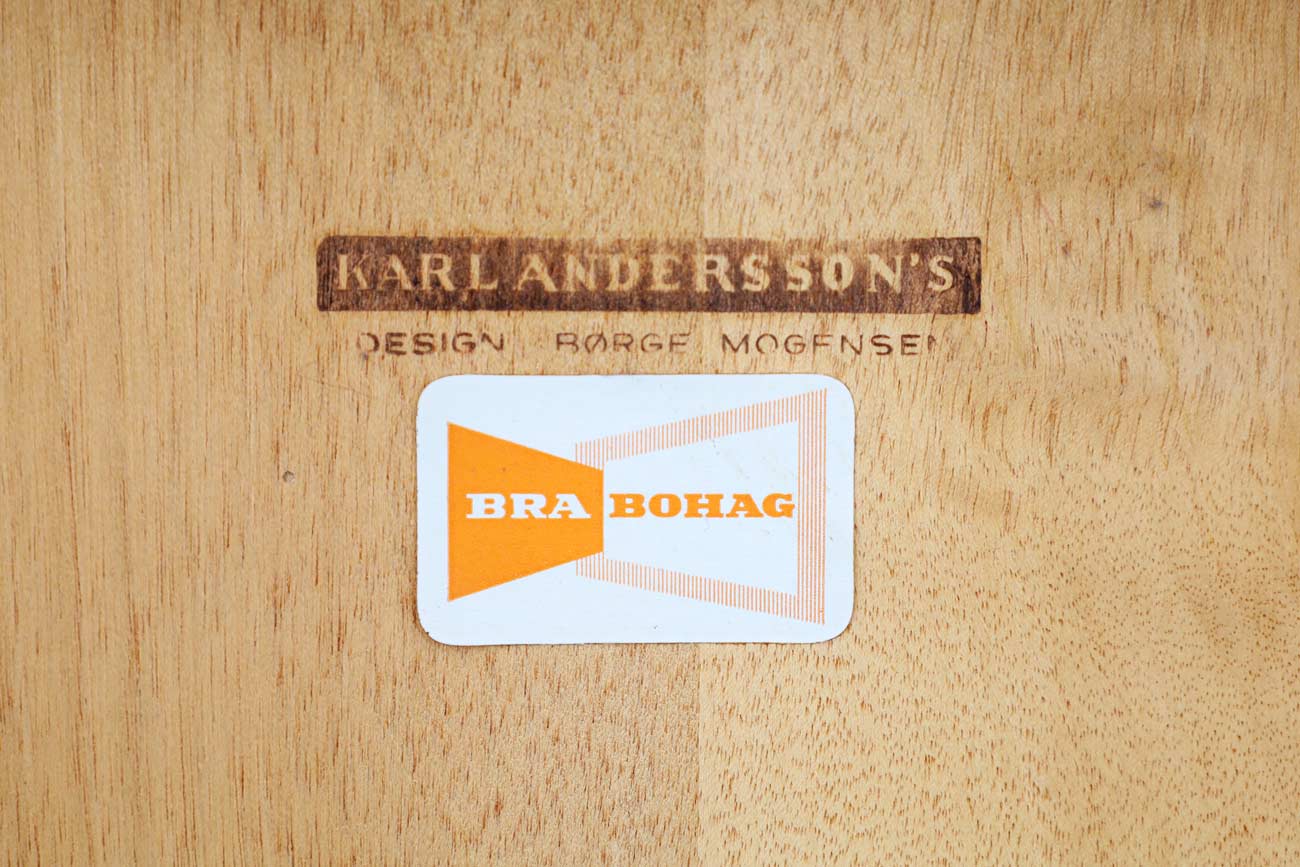 KARL ANDERSSON'S
DESIGN BØRGE MOGENSEN
BRA BOHAG